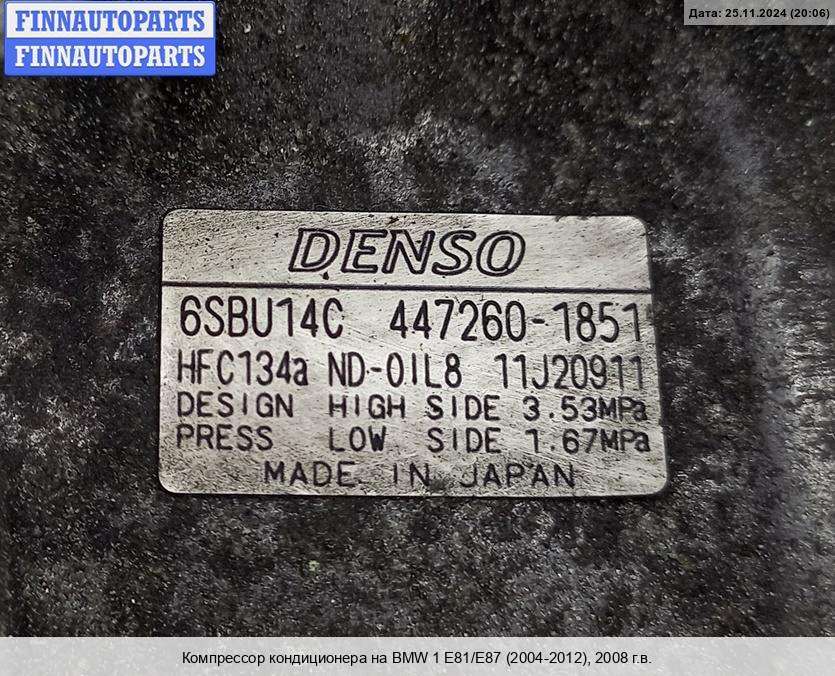 FINNAUTOPARTS
FINNAUTOPARTS
Дата: 25.11.2024 (20:06)
DENSO
6SBU14C 447260-1851
HFC134a ND-OIL8 11J20911
DESIGN HIGH SIDE 3.53MPa
PRESS LOW SIDE 1.67MPa
MADE IN JAPAN
Компрессор кондиционера на BMW 1 E81/E87 (2004-2012), 2008 г.в.